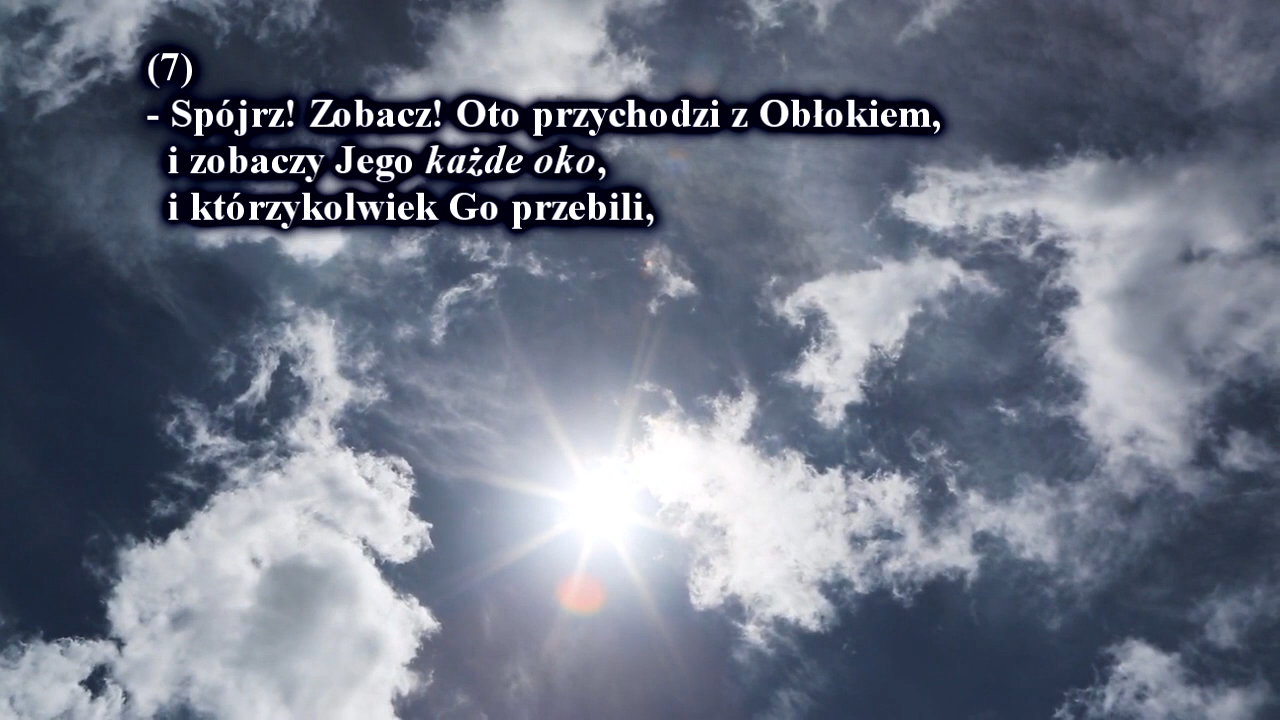 (7)
- Spójrz! Zobacz! Oto przychodzi z Obłokiem,
i zobaczy Jego każde oko,
i którzykolwiek Go przebili,